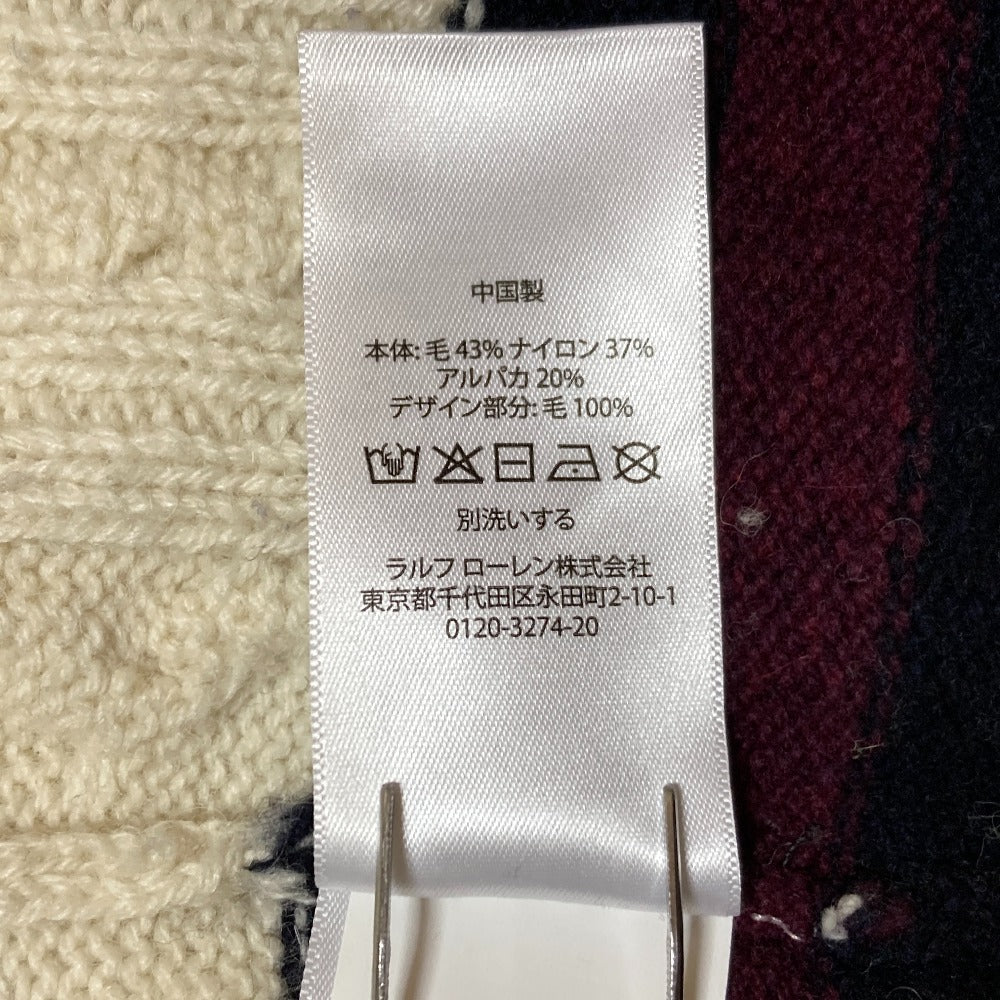 中国製
本体: 毛 43% ナイロン 37%
アルパカ 20%
デザイン部分: 毛 100%
別洗いする
ラルフ ローレン株式会社
東京都千代田区永田町2-10-1
0120-3274-20